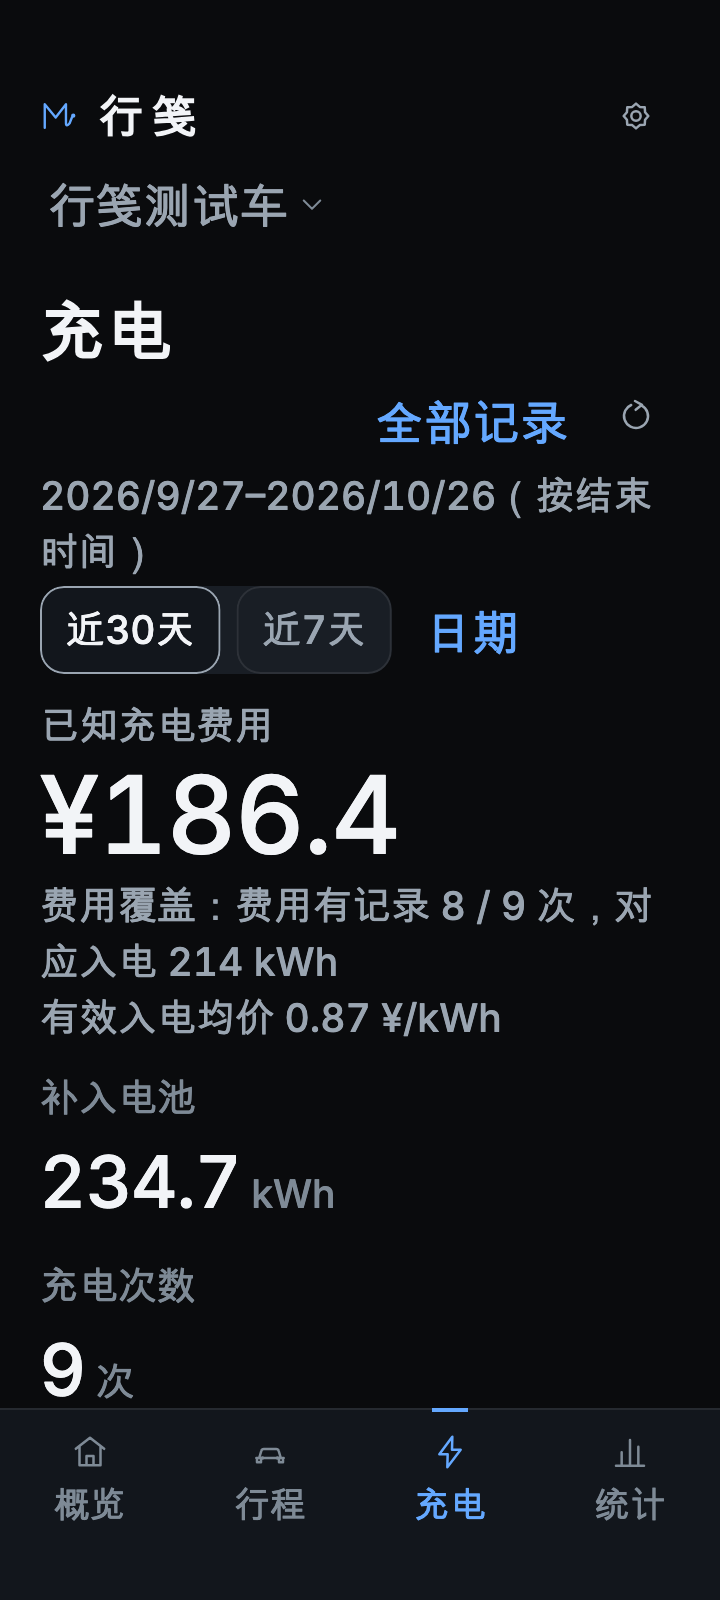 行笺
行笺测试车
充电
全部记录
2026/9/27–2026/10/26（按结束
时间）
近30天 近7天 日期
已知充电费用
¥186.4
费用覆盖：费用有记录 8 / 9 次，对
应入电 214 kWh
有效入电均价 0.87 ¥/kWh
补入电池
234.7 kWh
充电次数
9 次
概览 行程 充电 统计